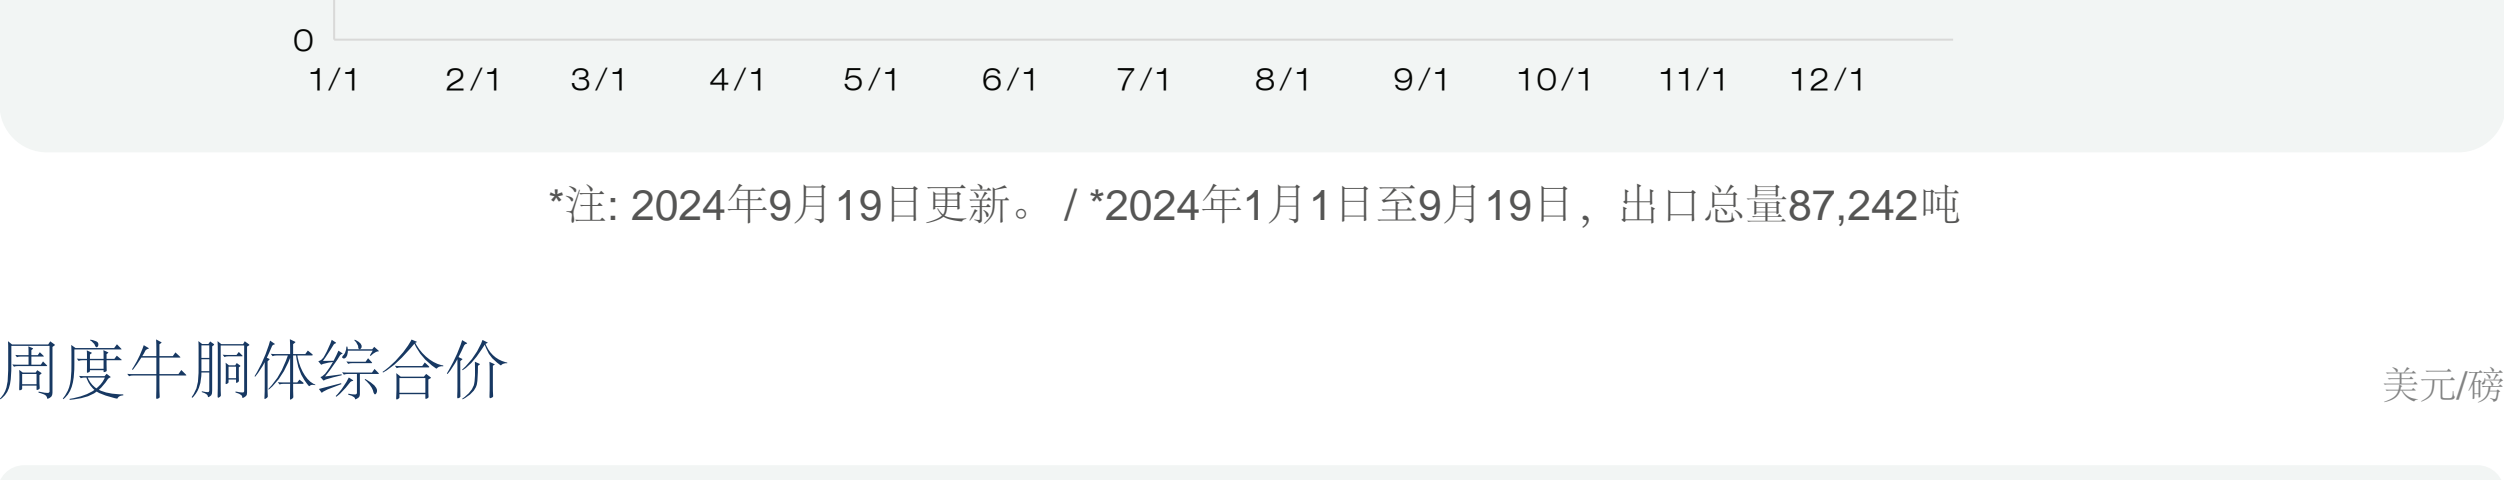 0
1/1 2/1 3/1 4/1 5/1 6/1 7/1 8/1 9/1 10/1 11/1 12/1
*注: 2024年9月19日更新。 / *2024年1月1日至9月19日，出口总量87,242吨
周度牛胴体综合价
美元/磅